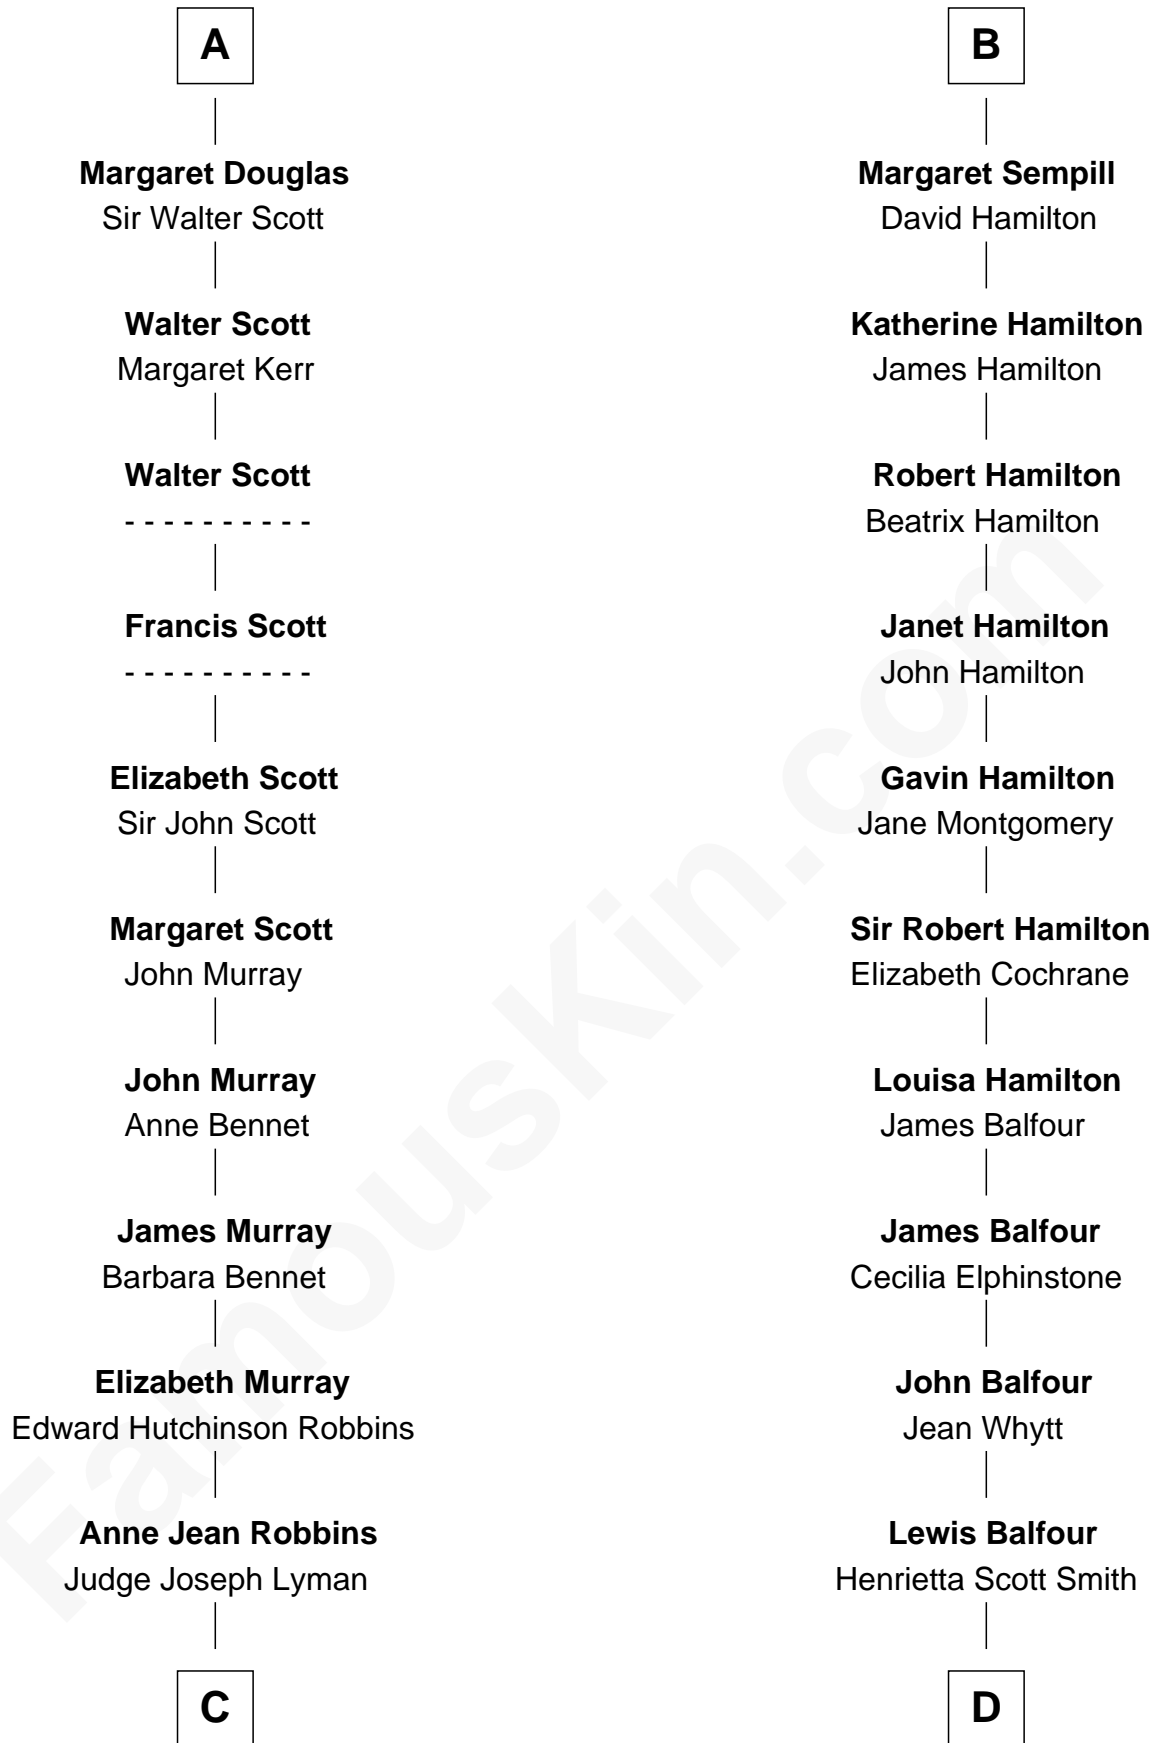 A
Margaret Douglas
Sir Walter Scott
Walter Scott
Margaret Kerr
Walter Scott
- - - - - - - - - -
Francis Scott
- - - - - - - - - -
Elizabeth Scott
Sir John Scott
Margaret Scott
John Murray
John Murray
Anne Bennet
James Murray
Barbara Bennet
Elizabeth Murray
Edward Hutchinson Robbins
Anne Jean Robbins
Judge Joseph Lyman
C
B
Margaret Sempill
David Hamilton
Katherine Hamilton
James Hamilton
Robert Hamilton
Beatrix Hamilton
Janet Hamilton
John Hamilton
Gavin Hamilton
Jane Montgomery
Sir Robert Hamilton
Elizabeth Cochrane
Louisa Hamilton
James Balfour
James Balfour
Cecilia Elphinstone
John Balfour
Jean Whytt
Lewis Balfour
Henrietta Scott Smith
D
FamousKin.com